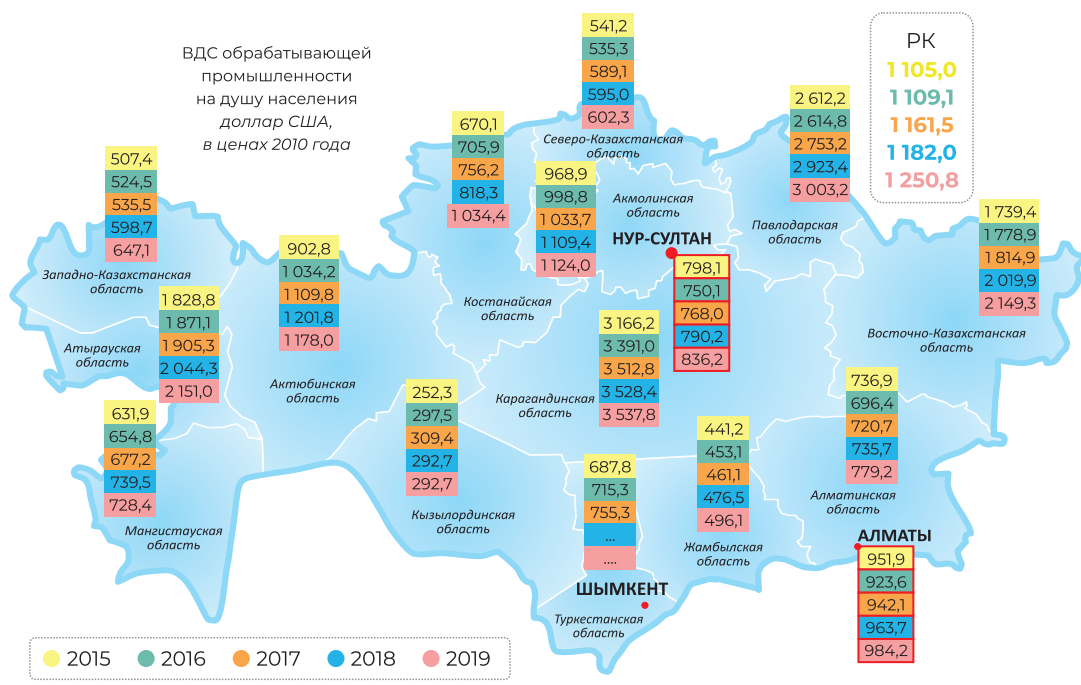 ВДС обрабатывающей
промышленности
на душу населения
доллар США,
в ценах 2010 года
РК
1 105,0
1 109,1
1 161,5
1 182,0
1 250,8
541,2
535,3
589,1
595,0
602,3
Северо-Казахстанская
область
670,1
705,9
756,2
818,3
1 034,4
Костанайская
область
968,9
998,8
1 033,7
1 109,4
1 124,0
Акмолинская
область
НУР-СУЛТАН
798,1
750,1
768,0
790,2
836,2
2 612,2
2 614,8
2 753,2
2 923,4
3 003,2
Павлодарская
область
507,4
524,5
535,5
598,7
647,1
Западно-Казахстанская
область
902,8
1 034,2
1 109,8
1 201,8
1 178,0
Актюбинская
область
1 739,4
1 778,9
1 814,9
2 019,9
2 149,3
Восточно-Казахстанская
область
1 828,8
1 871,1
1 905,3
2 044,3
2 151,0
Атырауская
область
3 166,2
3 391,0
3 512,8
3 528,4
3 537,8
Карагандинская
область
631,9
654,8
677,2
739,5
728,4
Мангистауская
область
252,3
297,5
309,4
292,7
292,7
Кызылординская
область
687,8
715,3
755,3
...
....
ШЫМКЕНТ
Туркестанская
область
441,2
453,1
461,1
476,5
496,1
Жамбылская
область
736,9
696,4
720,7
735,7
779,2
Алматинская
область
АЛМАТЫ
951,9
923,6
942,1
963,7
984,2
2015
2016
2017
2018
2019